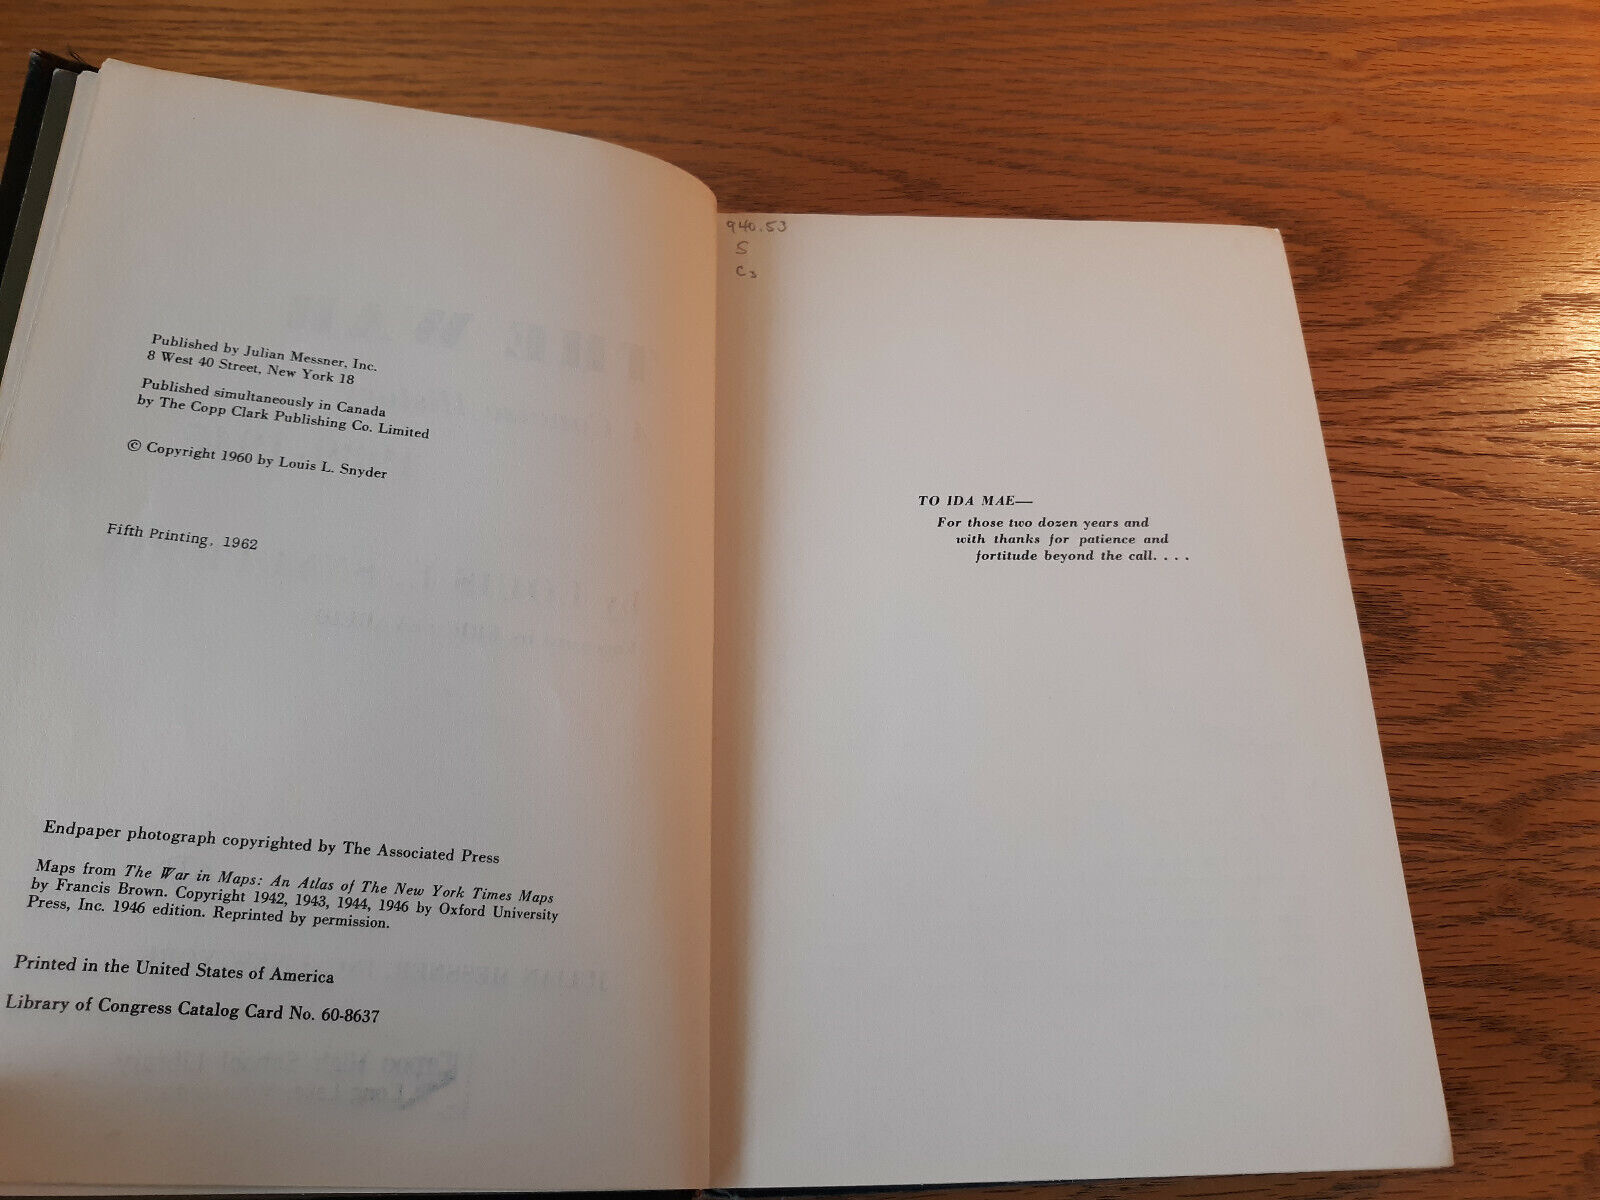 Published by Julian Messner, Inc.
8 West 40 Street, New York 18
Published simultaneously in Canada
by The Copp Clark Publishing Co. Limited
© Copyright 1960 by Louis L. Snyder
Fifth Printing, 1962
Endpaper photograph copyrighted by The Associated Press
Maps from The War in Maps: An Atlas of The New York Times Maps
by Francis Brown. Copyright 1942, 1943, 1944, 1946 by Oxford University
Press, Inc. 1946 edition. Reprinted by permission.
Printed in the United States of America
Library of Congress Catalog Card No. 60-8637
940.53
S
C3
TO IDA MAE—
For those two dozen years and
with thanks for patience and
fortitude beyond the call. . . .